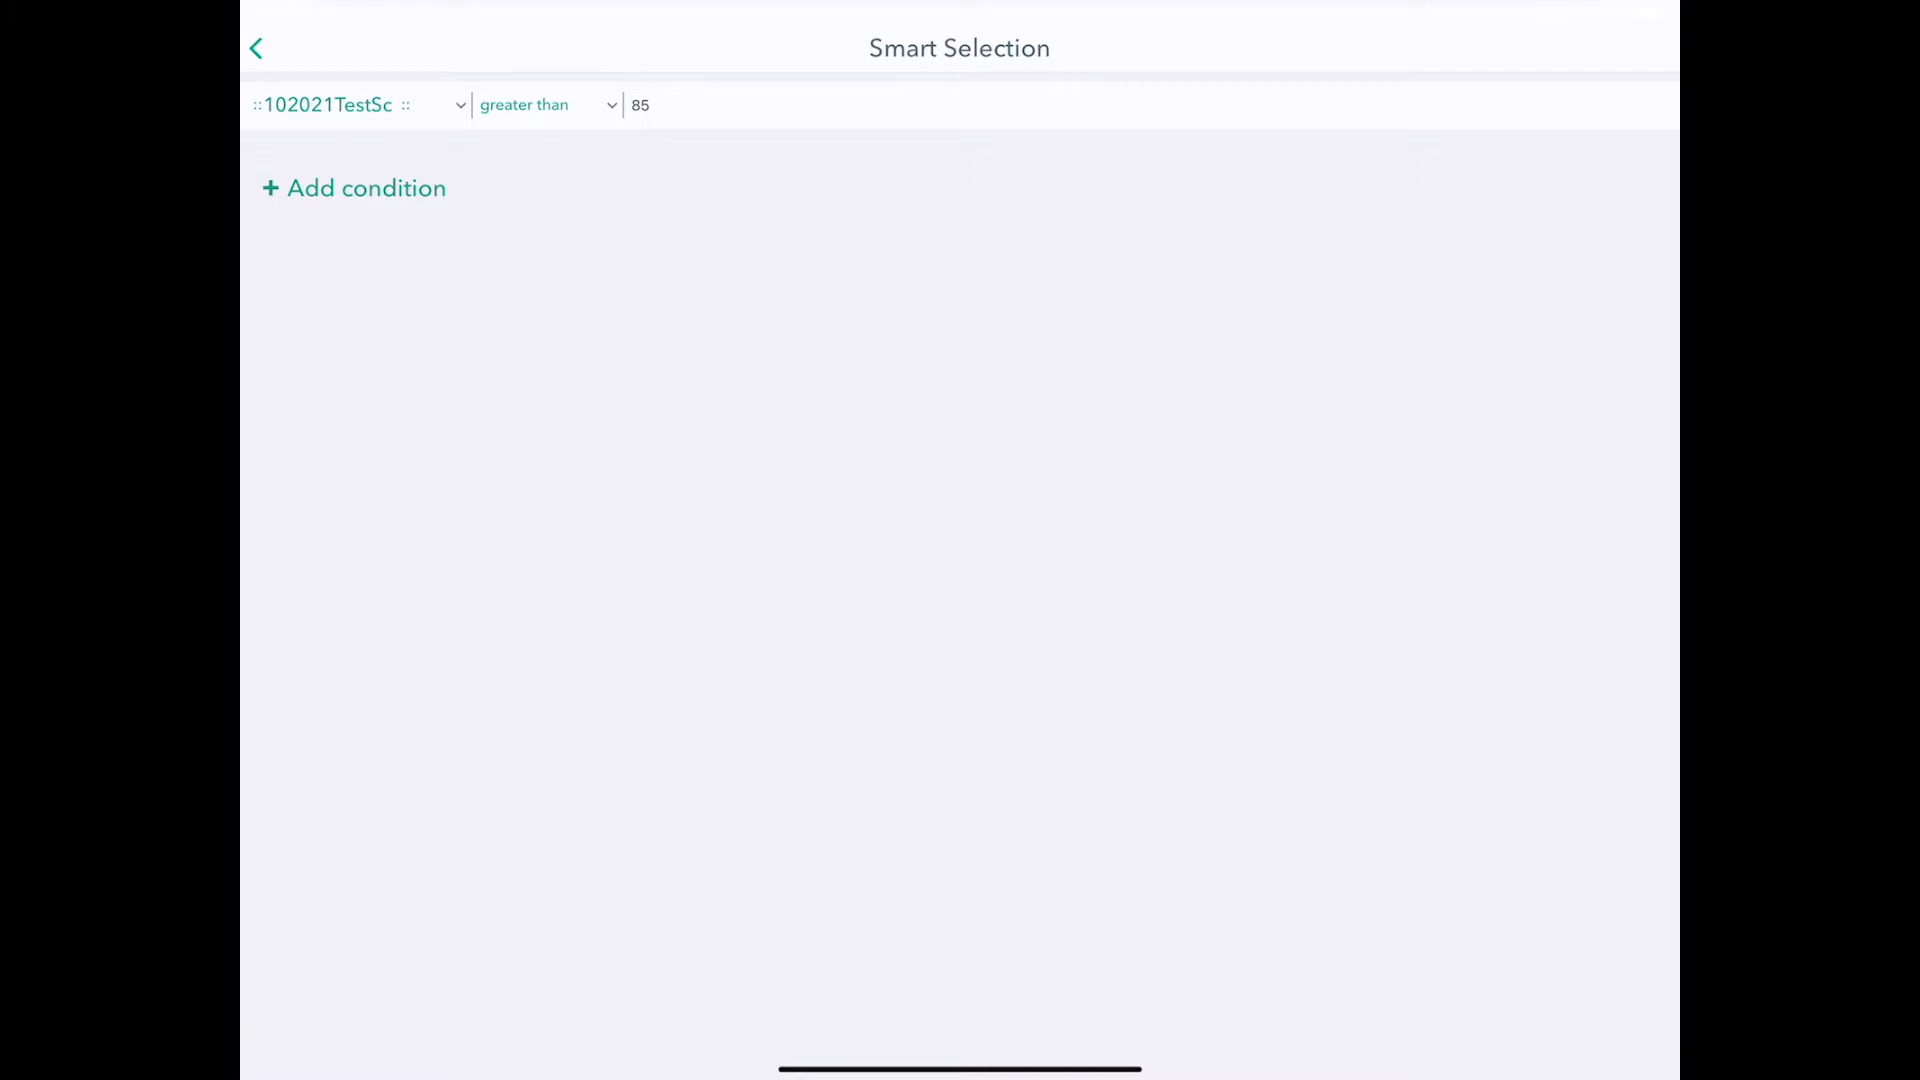 Smart Selection
::102021TestSc :: greater than 85
+ Add condition